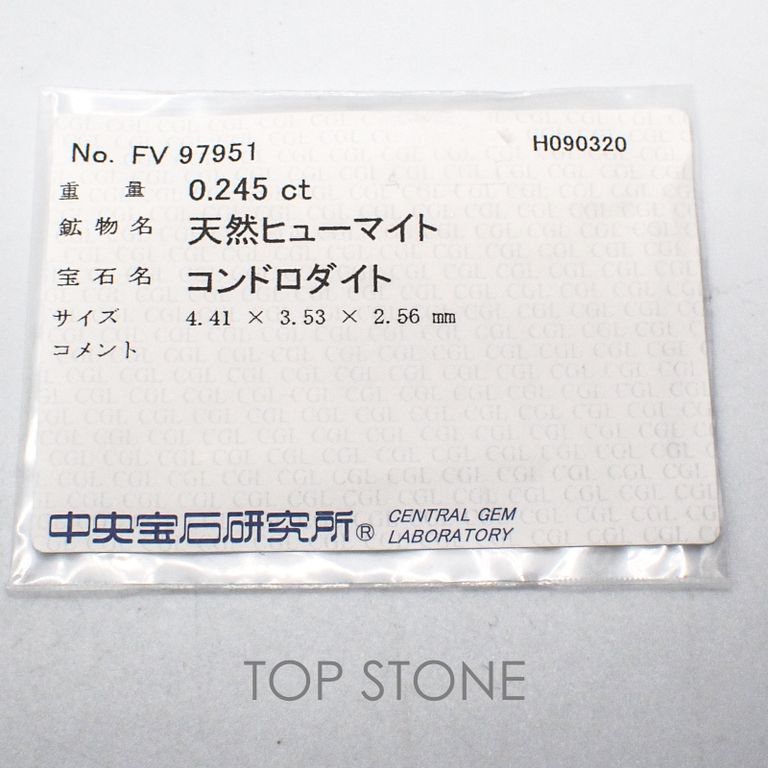 No. FV 97951 H090320
重 量 0.245 ct
鉱物名 天然ヒューマイト
宝石名 コンドロダイト
サイズ 4.41 × 3.53 × 2.56 mm
コメント
中央宝石研究所® CENTRAL GEM
LABORATORY
TOP STONE